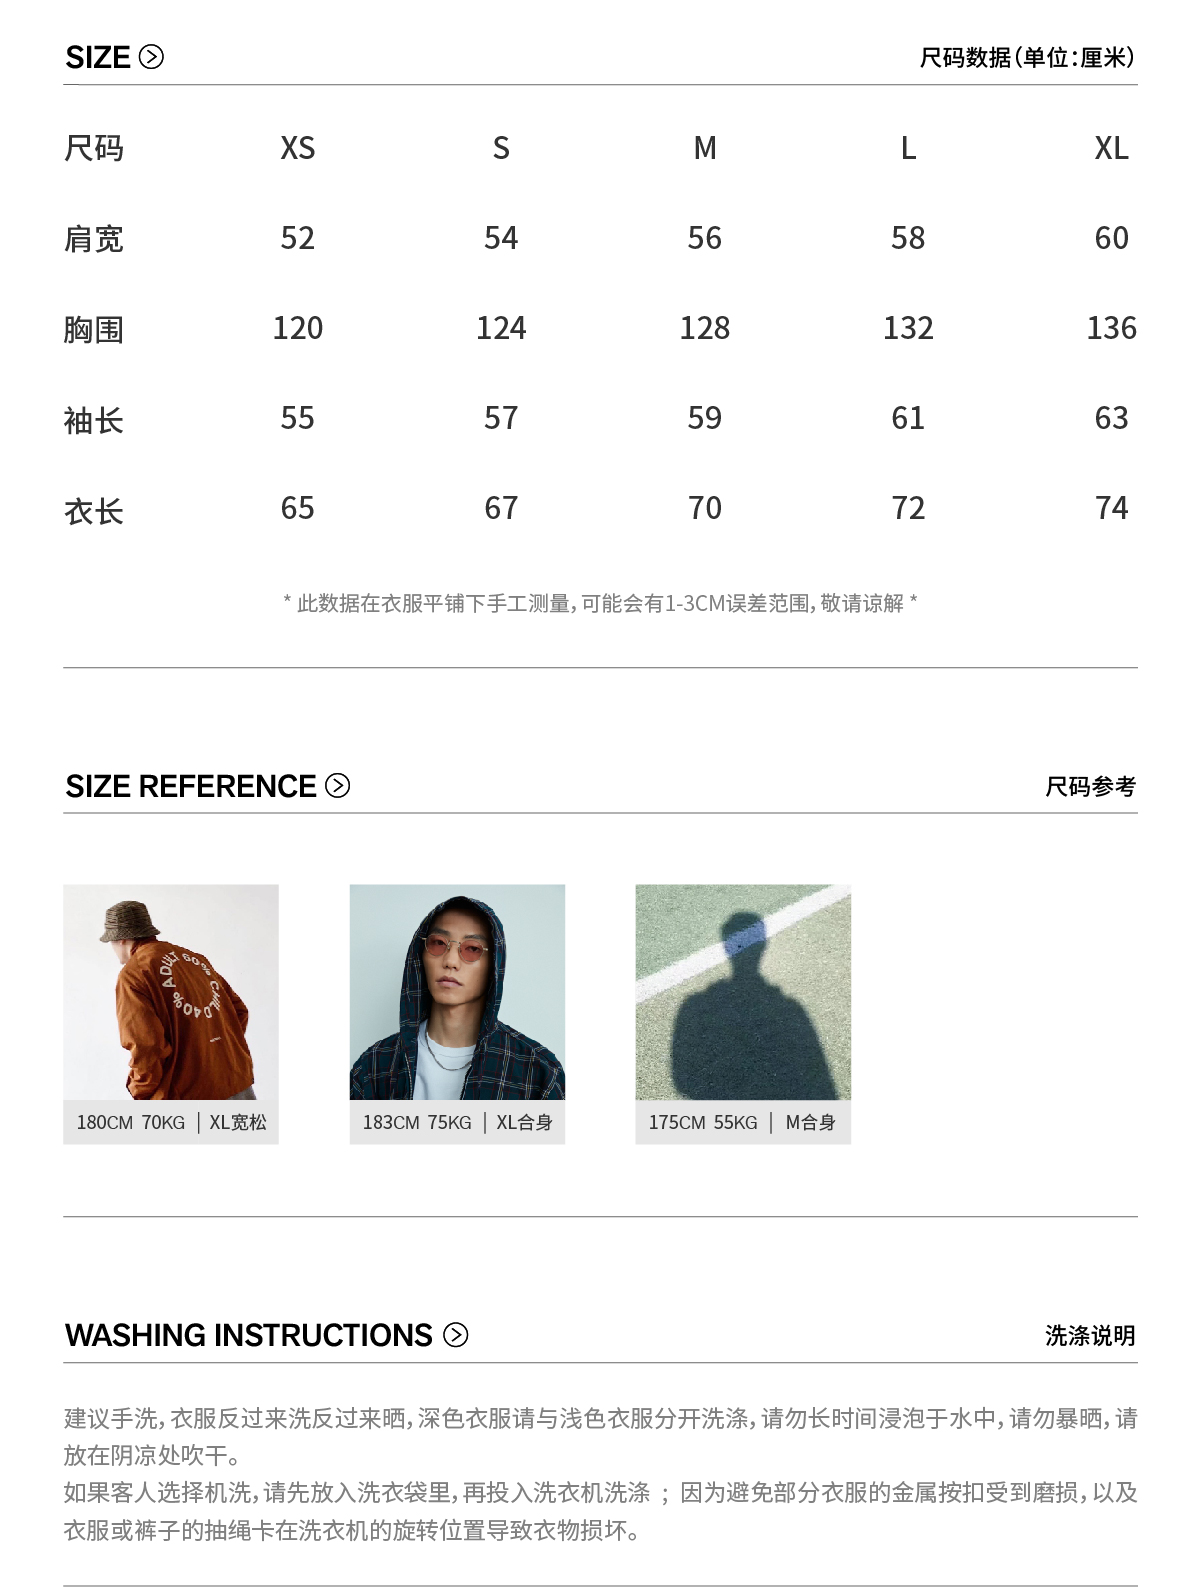 SIZE
尺码数据(单位:厘米)
尺码 XS S M L XL
肩宽 52 54 56 58 60
胸围 120 124 128 132 136
袖长 55 57 59 61 63
衣长 65 67 70 72 74
* 此数据在衣服平铺下手工测量,可能会有1-3CM误差范围,敬请谅解 *
SIZE REFERENCE
尺码参考
ADULT 60% CHILD 40%
180CM 70KG | XL宽松
183CM 75KG | XL合身
175CM 55KG | M合身
WASHING INSTRUCTIONS
洗涤说明
建议手洗,衣服反过来洗反过来晒,深色衣服请与浅色衣服分开洗涤,请勿长时间浸泡于水中,请勿暴晒,请
放在阴凉处吹干。
如果客人选择机洗,请先放入洗衣袋里,再投入洗衣机洗涤 ; 因为避免部分衣服的金属按扣受到磨损,以及
衣服或裤子的抽绳卡在洗衣机的旋转位置导致衣物损坏。